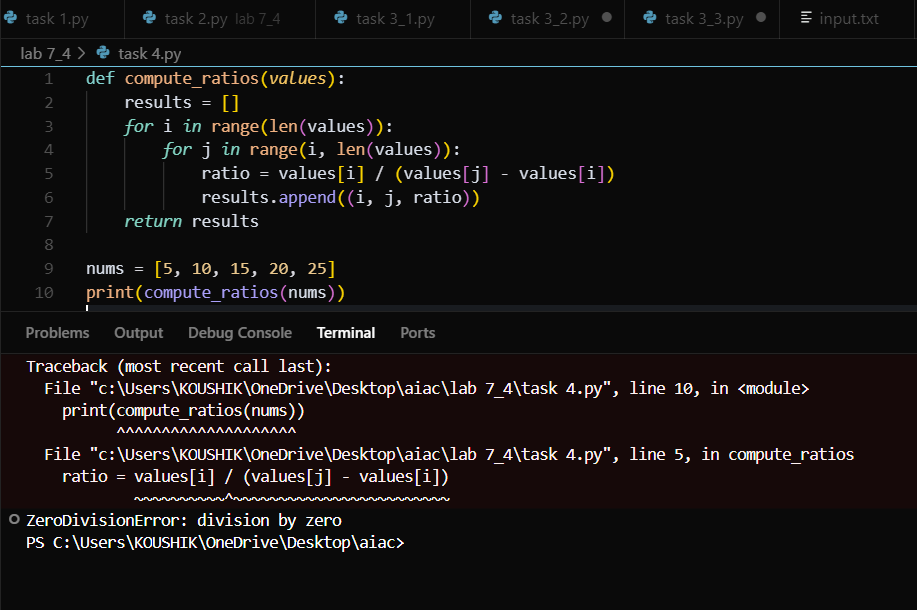 task 1.py task 2.py lab 7_4 task 3_1.py task 3_2.py task 3_3.py input.txt
lab 7_4 > task 4.py
1 def compute_ratios(values):
2     results = []
3     for i in range(len(values)):
4         for j in range(i, len(values)):
5             ratio = values[i] / (values[j] - values[i])
6             results.append((i, j, ratio))
7     return results
8
9 nums = [5, 10, 15, 20, 25]
10 print(compute_ratios(nums))
Problems Output Debug Console Terminal Ports
Traceback (most recent call last):
  File "c:\Users\KOUSHIK\OneDrive\Desktop\aiac\lab 7_4\task 4.py", line 10, in <module>
    print(compute_ratios(nums))
          ^^^^^^^^^^^^^^^^^^^^
  File "c:\Users\KOUSHIK\OneDrive\Desktop\aiac\lab 7_4\task 4.py", line 5, in compute_ratios
    ratio = values[i] / (values[j] - values[i])
            ~~~~~~~~~~^~~~~~~~~~~~~~~~~~~~~~~~~
ZeroDivisionError: division by zero
PS C:\Users\KOUSHIK\OneDrive\Desktop\aiac>